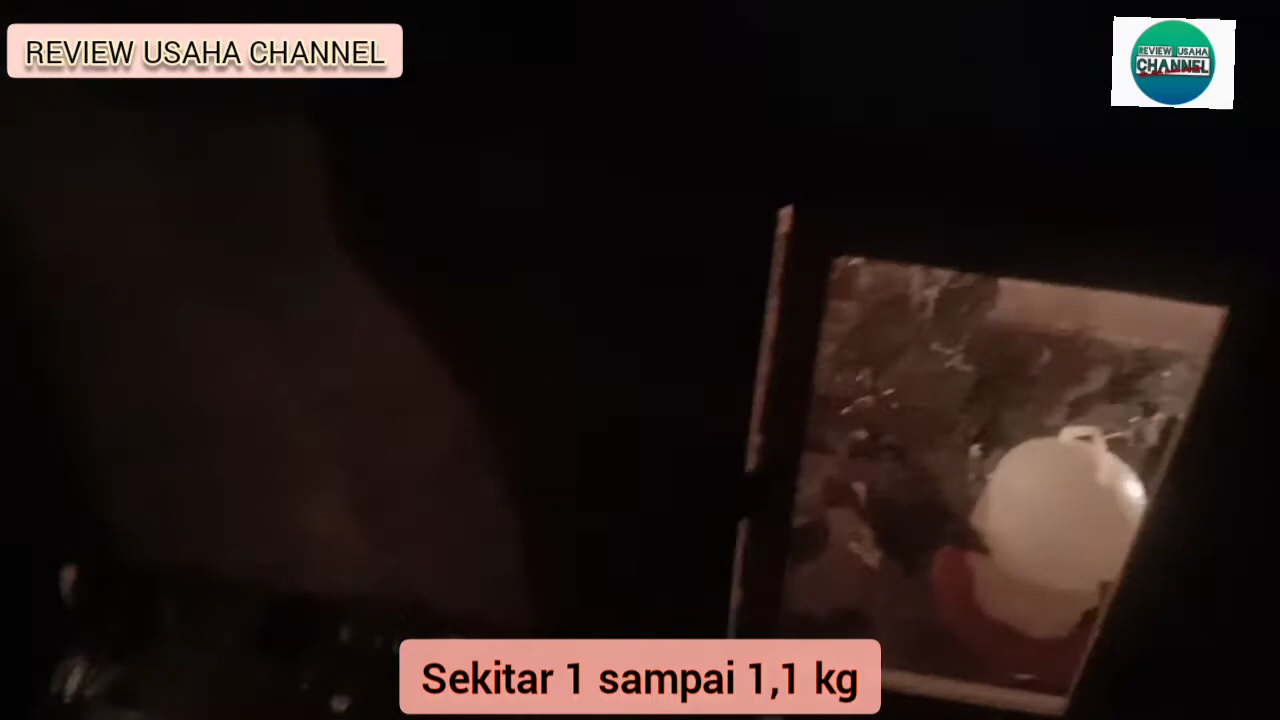 REVIEW USAHA CHANNEL
REVIEW USAHA
CHANNEL
Sekitar 1 sampai 1,1 kg